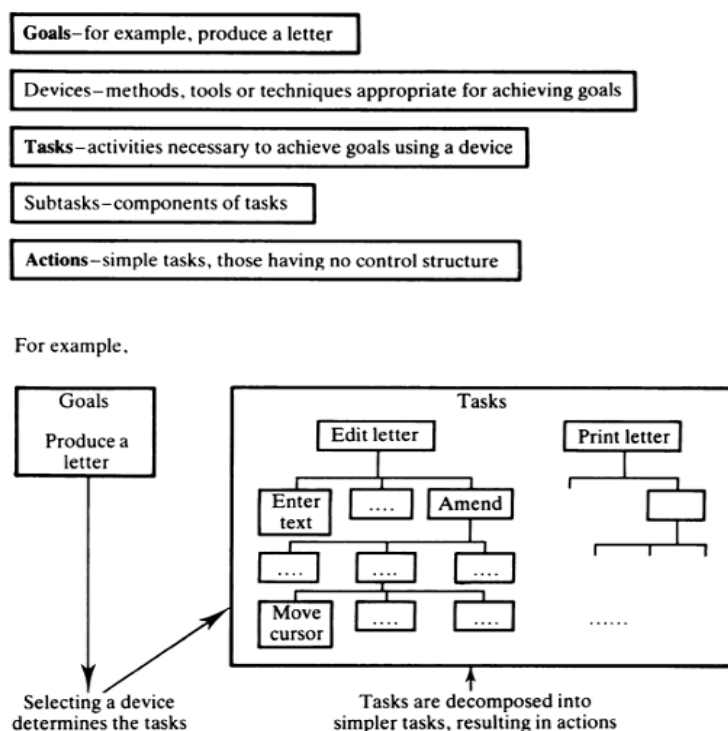 Goals–for example, produce a letter
Devices–methods, tools or techniques appropriate for achieving goals
Tasks–activities necessary to achieve goals using a device
Subtasks–components of tasks
Actions–simple tasks, those having no control structure
For example,
Goals
Produce a
letter
Tasks
Edit letter
Print letter
Enter
text
....
Amend
....
....
....
Move
cursor
....
....
......
Selecting a device
determines the tasks
Tasks are decomposed into
simpler tasks, resulting in actions